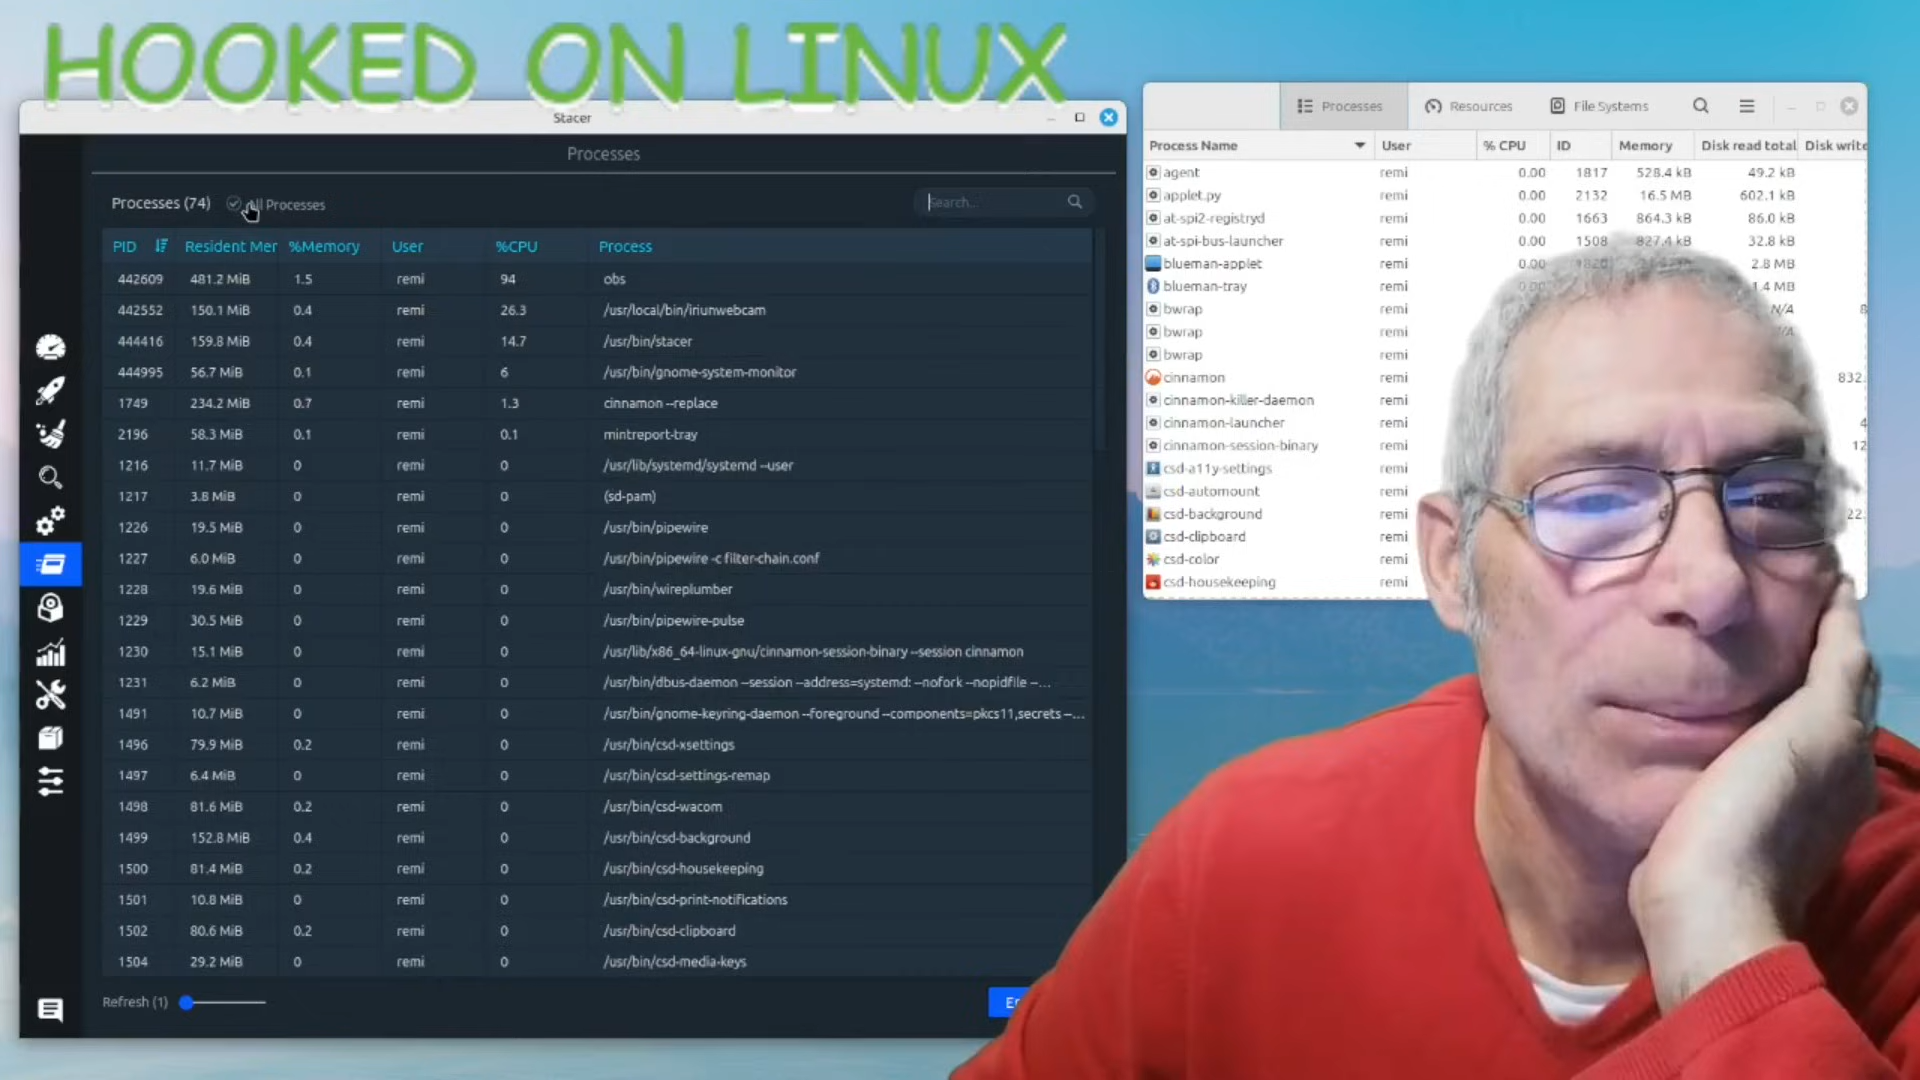 HOOKED ON LINUX
Stacer
Processes
Processes (74) All Processes
Search...
PID Resident Mer %Memory User %CPU Process
442609 481.2 MiB 1.5 remi 94 obs
442552 150.1 MiB 0.4 remi 26.3 /usr/local/bin/iriunwebcam
444416 159.8 MiB 0.4 remi 14.7 /usr/bin/stacer
444995 56.7 MiB 0.1 remi 6 /usr/bin/gnome-system-monitor
1749 234.2 MiB 0.7 remi 1.3 cinnamon --replace
2196 58.3 MiB 0.1 remi 0.1 mintreport-tray
1216 11.7 MiB 0 remi 0 /usr/lib/systemd/systemd --user
1217 3.8 MiB 0 remi 0 (sd-pam)
1226 19.5 MiB 0 remi 0 /usr/bin/pipewire
1227 6.0 MiB 0 remi 0 /usr/bin/pipewire -c filter-chain.conf
1228 19.6 MiB 0 remi 0 /usr/bin/wireplumber
1229 30.5 MiB 0 remi 0 /usr/bin/pipewire-pulse
1230 15.1 MiB 0 remi 0 /usr/lib/x86_64-linux-gnu/cinnamon-session-binary --session cinnamon
1231 6.2 MiB 0 remi 0 /usr/bin/dbus-daemon --session --address=systemd: --nofork --nopidfile --...
1491 10.7 MiB 0 remi 0 /usr/bin/gnome-keyring-daemon --foreground --components=pkcs11,secrets --...
1496 79.9 MiB 0.2 remi 0 /usr/bin/csd-xsettings
1497 6.4 MiB 0 remi 0 /usr/bin/csd-settings-remap
1498 81.6 MiB 0.2 remi 0 /usr/bin/csd-wacom
1499 152.8 MiB 0.4 remi 0 /usr/bin/csd-background
1500 81.4 MiB 0.2 remi 0 /usr/bin/csd-housekeeping
1501 10.8 MiB 0 remi 0 /usr/bin/csd-print-notifications
1502 80.6 MiB 0.2 remi 0 /usr/bin/csd-clipboard
1504 29.2 MiB 0 remi 0 /usr/bin/csd-media-keys
Refresh (1)
Processes Resources File Systems
Process Name User % CPU ID Memory Disk read total Disk write
agent remi 0.00 1817 528.4 kB 49.2 kB
applet.py remi 0.00 2132 16.5 MB 602.1 kB
at-spi2-registryd remi 0.00 1663 864.3 kB 86.0 kB
at-spi-bus-launcher remi 0.00 1508 827.4 kB 32.8 kB
blueman-applet remi 0.00 2.8 MB
blueman-tray remi 1.4 MB
bwrap remi N/A 8
bwrap remi
bwrap remi
cinnamon remi 832.
cinnamon-killer-daemon remi
cinnamon-launcher remi 4
cinnamon-session-binary remi 12
csd-a11y-settings remi
csd-automount remi
csd-background remi 22.
csd-clipboard remi
csd-color remi
csd-housekeeping remi